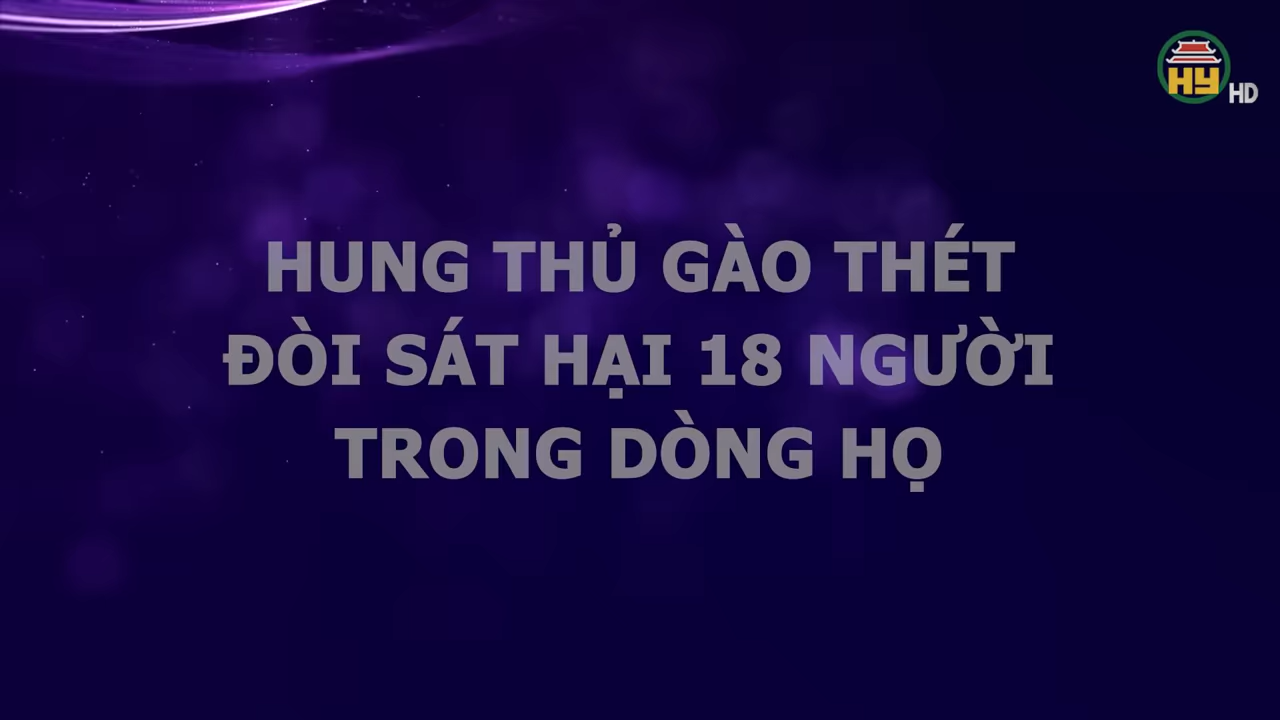 HY HD
HUNG THỦ GÀO THÉT
ĐÒI SÁT HẠI 18 NGƯỜI
TRONG DÒNG HỌ